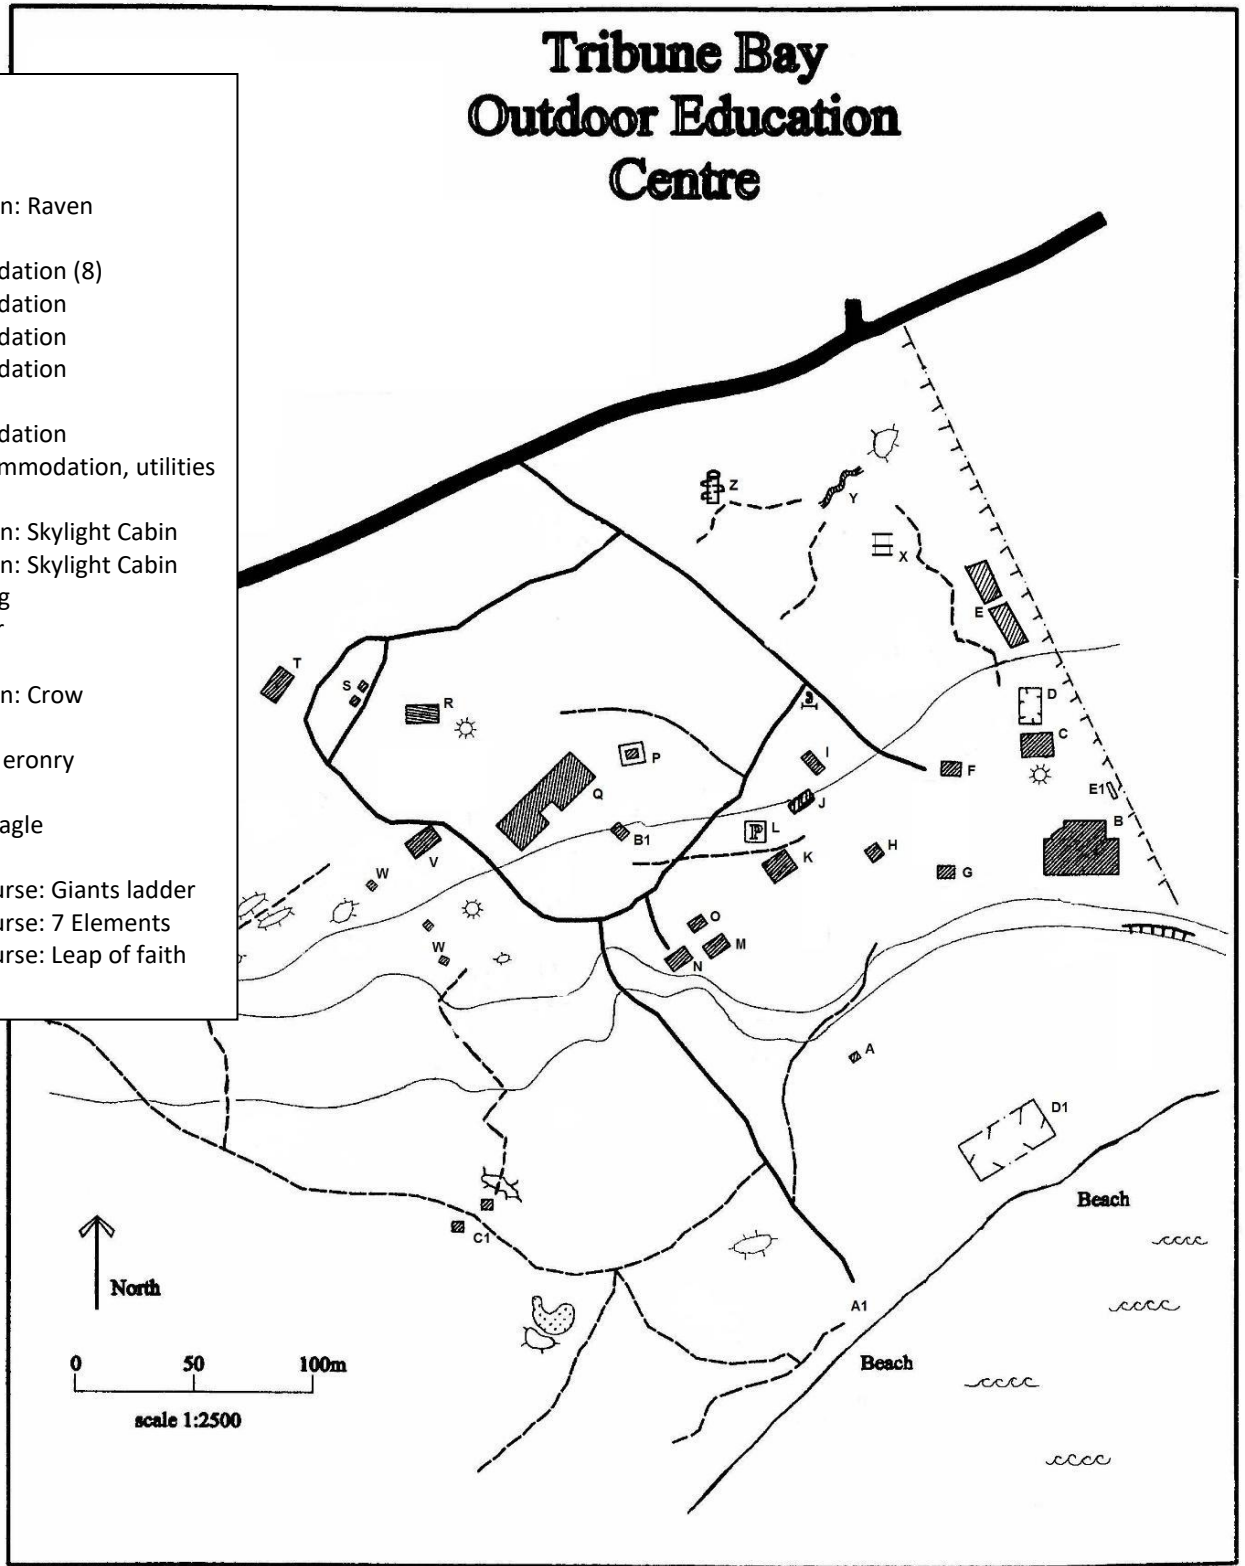 Tribune Bay
Outdoor Education
Centre
n: Raven
dation (8)
dation
dation
dation
dation
mmodation, utilities
n: Skylight Cabin
n: Skylight Cabin
g
r
n: Crow
eronry
agle
urse: Giants ladder
urse: 7 Elements
urse: Leap of faith
Z
Y
X
E
T
S
R
D
C
I
P
F
Q
J
E1
B
L
P
B1
V
K
H
G
W
O
W
M
N
A
D1
Beach
C1
North
A1
Beach
0 50 100m
scale 1:2500